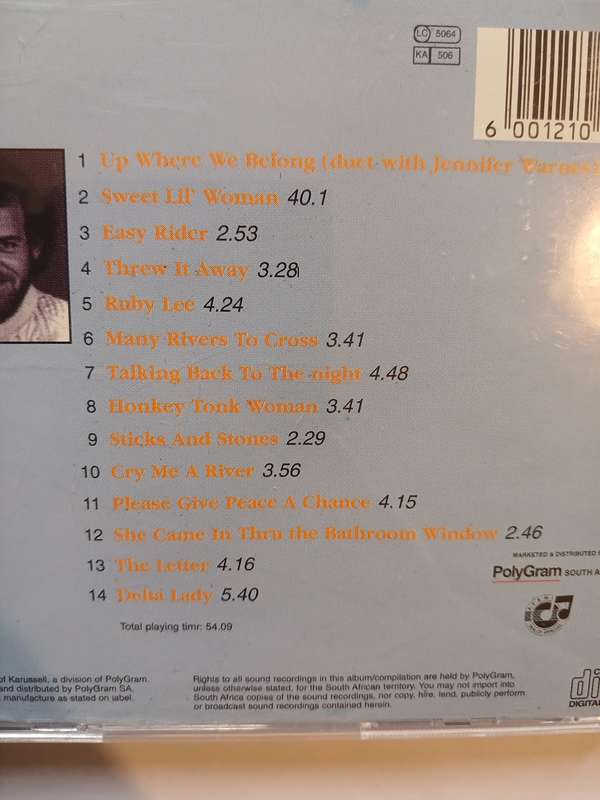 LC 5064
KA 506
6 001210
1 Up Where We Belong (duet with Jennifer Warnes)
2 Sweet Lil' Woman 40.1
3 Easy Rider 2.53
4 Threw It Away 3.28
5 Ruby Lee 4.24
6 Many Rivers To Cross 3.41
7 Talking Back To The night 4.48
8 Honkey Tonk Woman 3.41
9 Sticks And Stones 2.29
10 Cry Me A River 3.56
11 Please Give Peace A Chance 4.15
12 She Came In Thru the Bathroom Window 2.46
13 The Letter 4.16
14 Delta Lady 5.40
MARKETED & DISTRIBUTED
PolyGram SOUTH A
Total playing timr: 54.09
of Karussell, a division of PolyGram.
and distributed by PolyGram SA.
manufacture as stated on label.
Rights to all sound recordings in this album/compilation are held by PolyGram,
unless otherwise stated, for the South African territory. You may not import into
South Africa copies of the sound recordings, nor copy, hire, lend, publicly perform
or broadcast sound recordings contained herein.
DIGITA